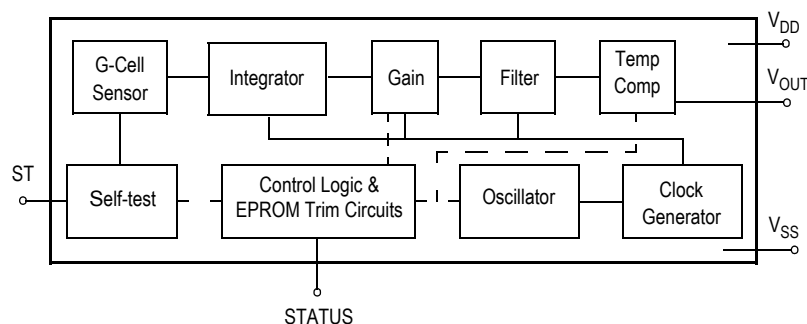 V_DD
G-Cell
Sensor
Integrator
Gain
Filter
Temp
Comp
V_OUT
ST
Self-test
Control Logic &
EPROM Trim Circuits
Oscillator
Clock
Generator
V_SS
STATUS